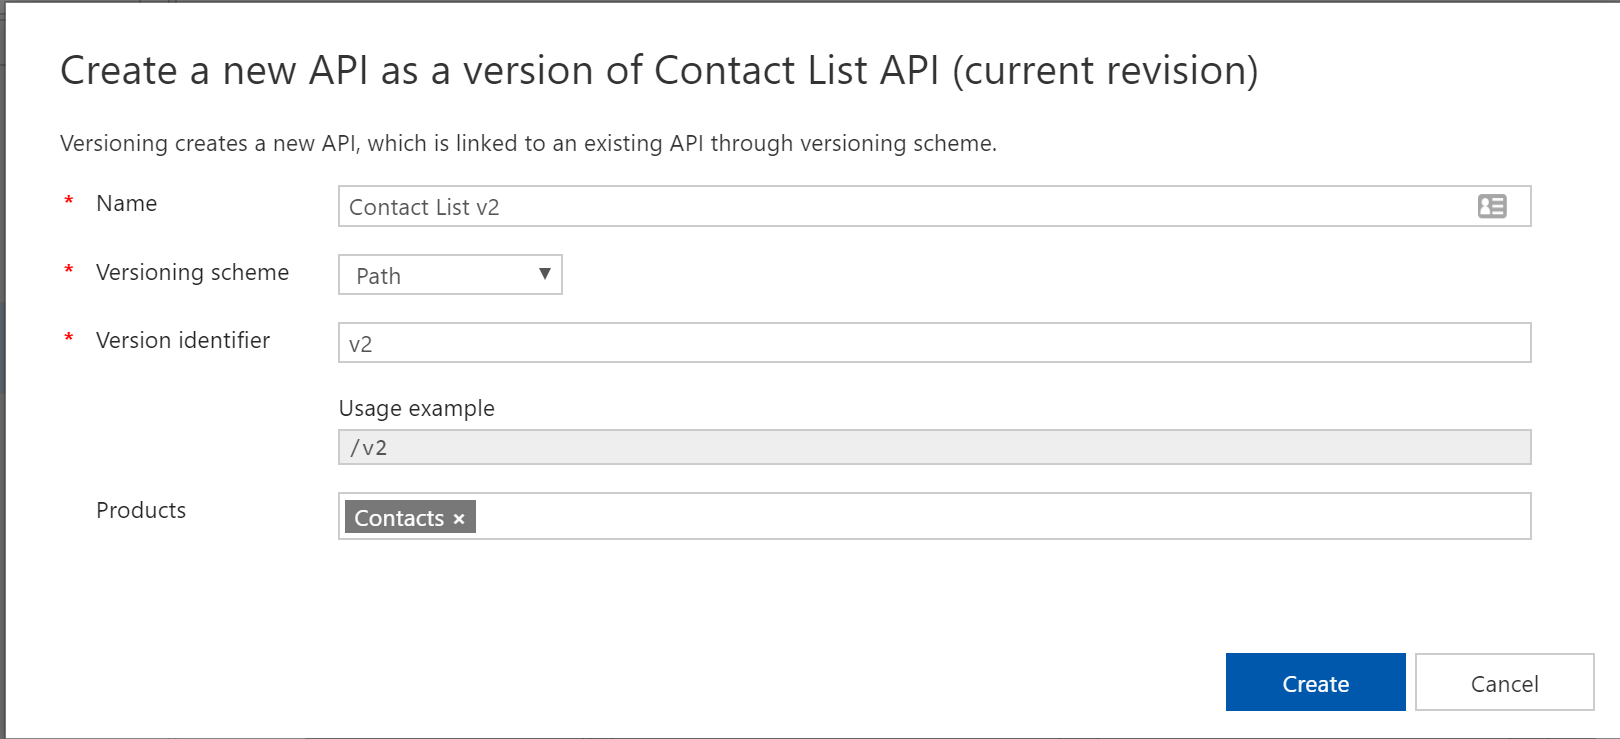 Create a new API as a version of Contact List API (current revision)
Versioning creates a new API, which is linked to an existing API through versioning scheme.
* Name
Contact List v2
* Versioning scheme
Path
* Version identifier
v2
Usage example
/v2
Products
Contacts ×
Create
Cancel